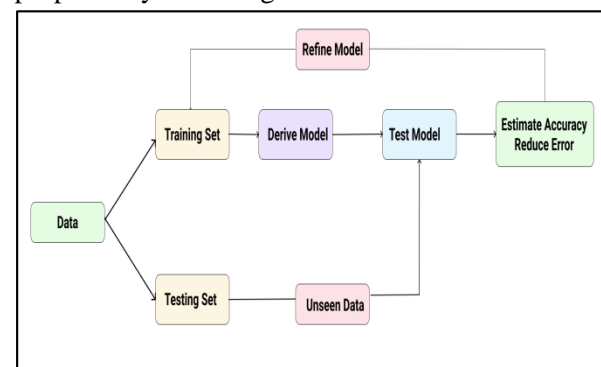 Refine Model
Training Set
Derive Model
Test Model
Estimate Accuracy
Reduce Error
Data
Testing Set
Unseen Data